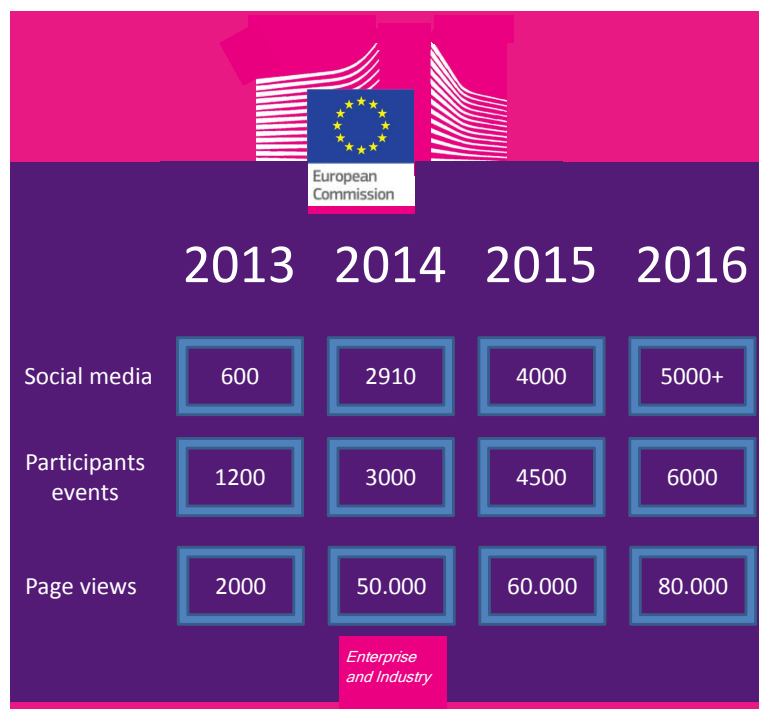 European
Commission
2013 2014 2015 2016
Social media 600 2910 4000 5000+
Participants
events 1200 3000 4500 6000
Page views 2000 50.000 60.000 80.000
Enterprise
and Industry